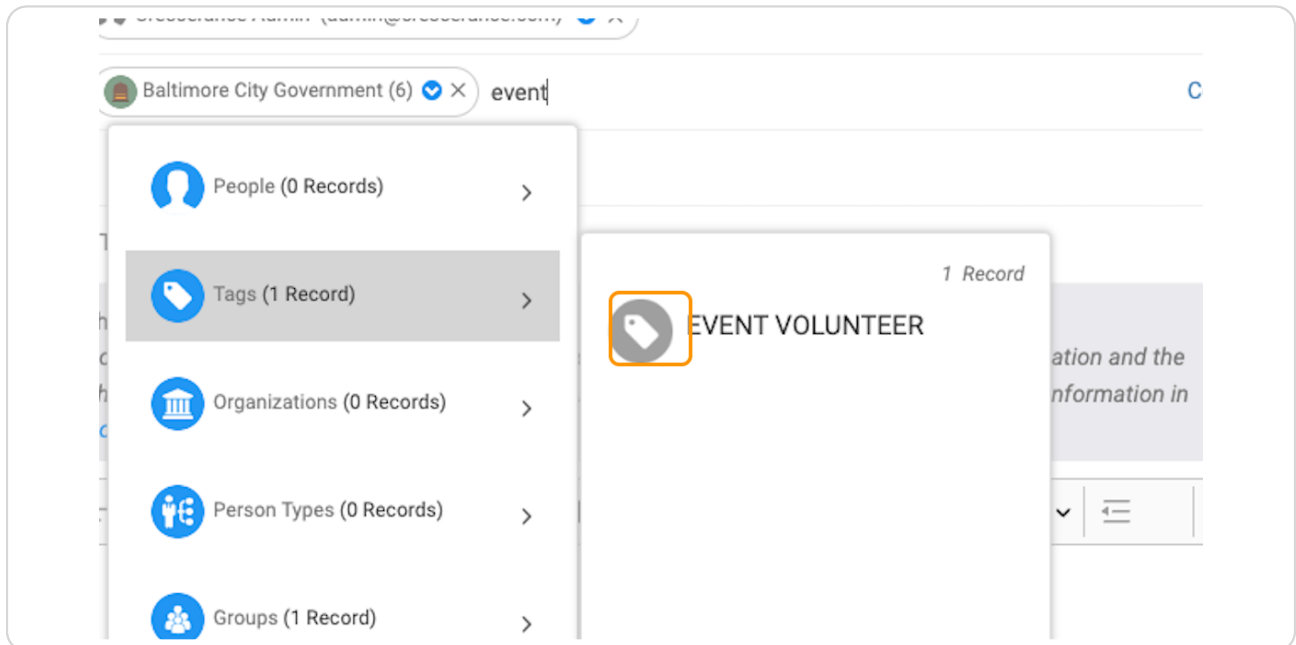 Baltimore City Government (6) event
C
People (0 Records)
Tags (1 Record)
1 Record
EVENT VOLUNTEER
ation and the
Organizations (0 Records)
nformation in
Person Types (0 Records)
Groups (1 Record)